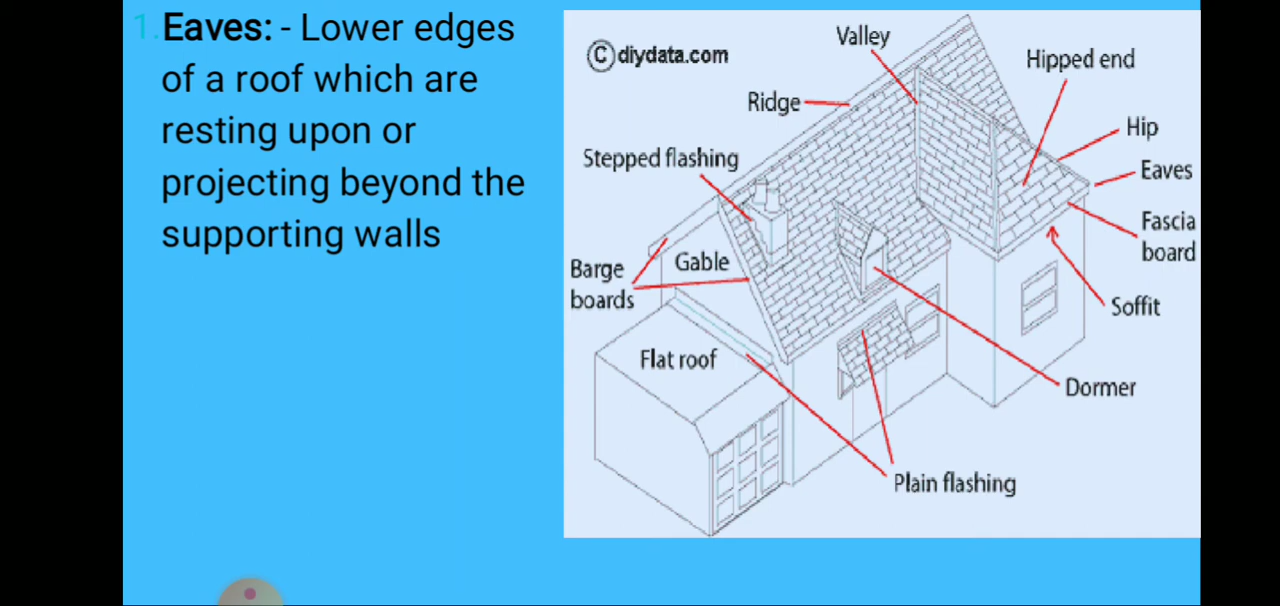 1. Eaves: - Lower edges
of a roof which are
resting upon or
projecting beyond the
supporting walls
© diydata.com
Valley
Hipped end
Ridge
Hip
Stepped flashing
Eaves
Fascia
board
Gable
Barge
boards
Soffit
Flat roof
Dormer
Plain flashing